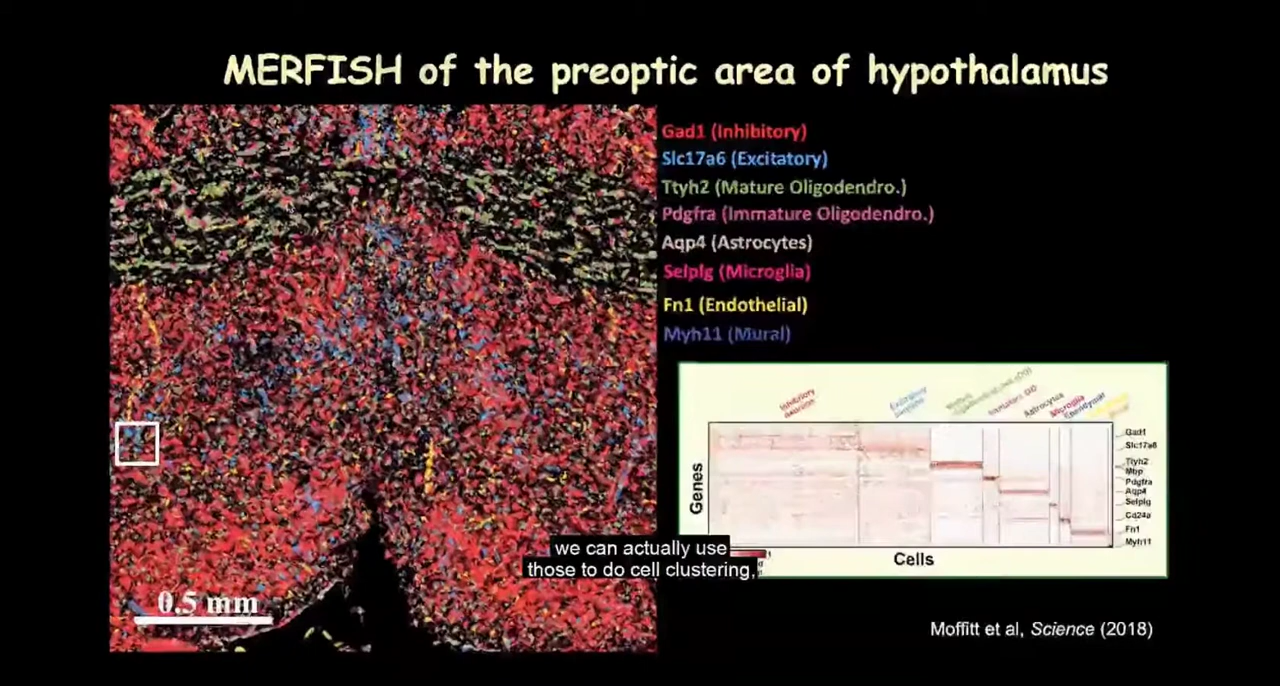 MERFISH of the preoptic area of hypothalamus
Gad1 (Inhibitory)
Slc17a6 (Excitatory)
Ttyh2 (Mature Oligodendro.)
Pdgfra (Immature Oligodendro.)
Aqp4 (Astrocytes)
Selplg (Microglia)
Fn1 (Endothelial)
Myh11 (Mural)
Inhibitory
Excitatory
Astrocytes
Microglia
Ependymal
Genes
Gad1
Slc17a6
Ttyh2
Mbp
Pdgfra
Aqp4
Selplg
Cd24a
Fn1
Myh11
Cells
we can actually use
those to do cell clustering,
0.5 mm
Moffitt et al, Science (2018)